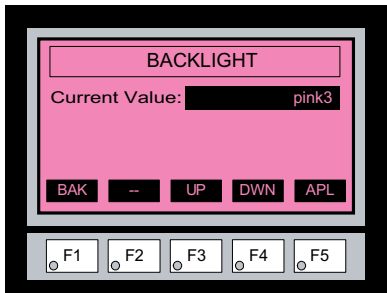 BACKLIGHT
Current Value: pink3
BAK -- UP DWN APL
F1 F2 F3 F4 F5